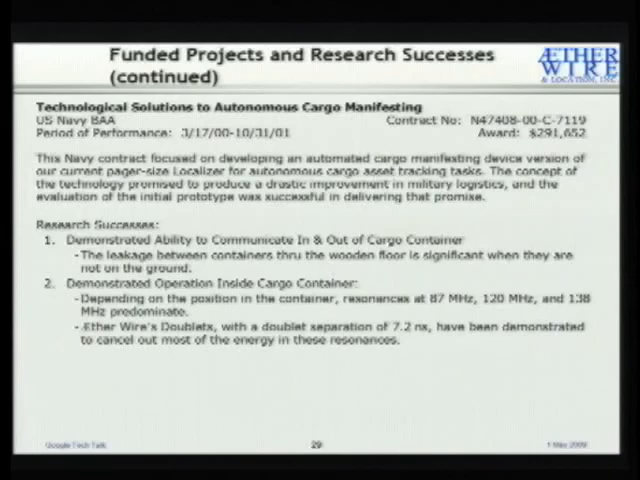 Funded Projects and Research Successes
(continued)
ÆTHER
WIRE
& LOCATION, INC.
Technological Solutions to Autonomous Cargo Manifesting
US Navy BAA
Contract No: N47408-00-C-7119
Period of Performance: 3/17/00-10/31/01
Award: $291,652
This Navy contract focused on developing an automated cargo manifesting device version of
our current pager-size Localizer for autonomous cargo asset tracking tasks. The concept of
the technology promised to produce a drastic improvement in military logistics, and the
evaluation of the initial prototype was successful in delivering that promise.
Research Successes:
1. Demonstrated Ability to Communicate In & Out of Cargo Container
-The leakage between containers thru the wooden floor is significant when they are
not on the ground.
2. Demonstrated Operation Inside Cargo Container:
-Depending on the position in the container, resonances at 87 MHz, 120 MHz, and 138
MHz predominate.
-Æther Wire's Doublets, with a doublet separation of 7.2 ns, have been demonstrated
to cancel out most of the energy in these resonances.
Google Tech Talk
29
1 May 2009